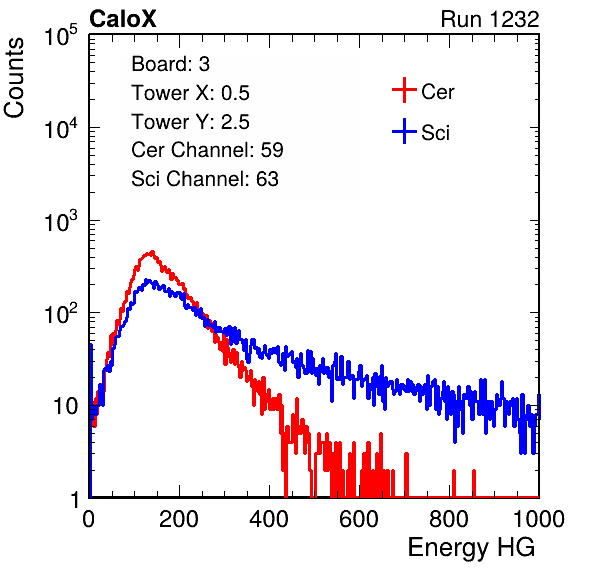 CaloX Run 1232
Counts
10^5
10^4
10^3
10^2
10
1
Board: 3
Tower X: 0.5
Tower Y: 2.5
Cer Channel: 59
Sci Channel: 63
Cer
Sci
0 200 400 600 800 1000
Energy HG